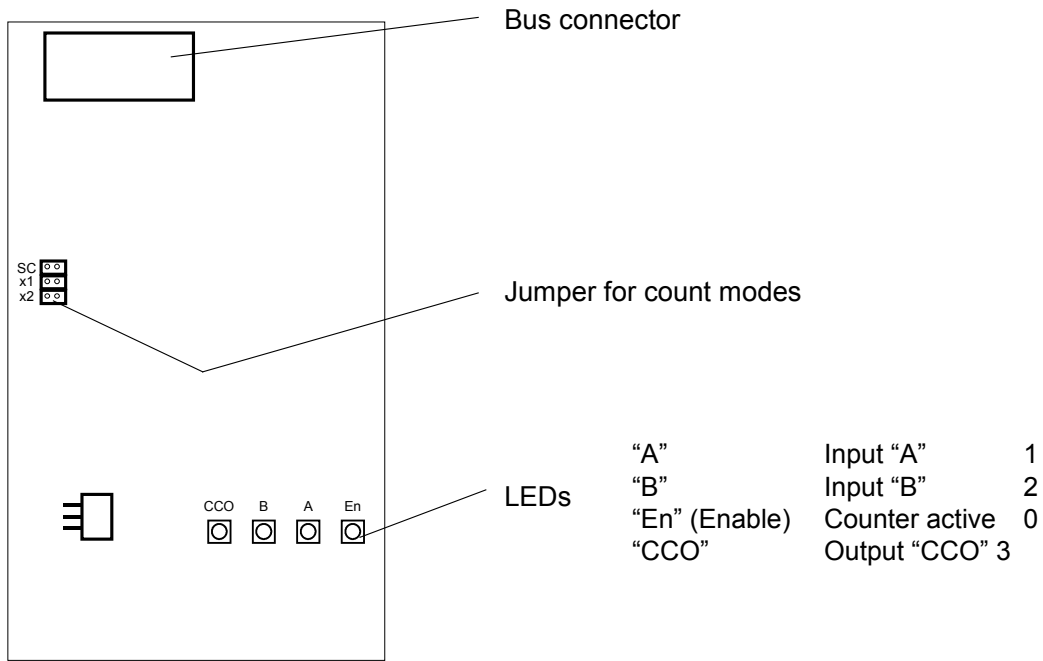 Bus connector
SC
x1
x2
Jumper for count modes
CCO B A En
LEDs
“A” Input “A” 1
“B” Input “B” 2
“En” (Enable) Counter active 0
“CCO” Output “CCO” 3